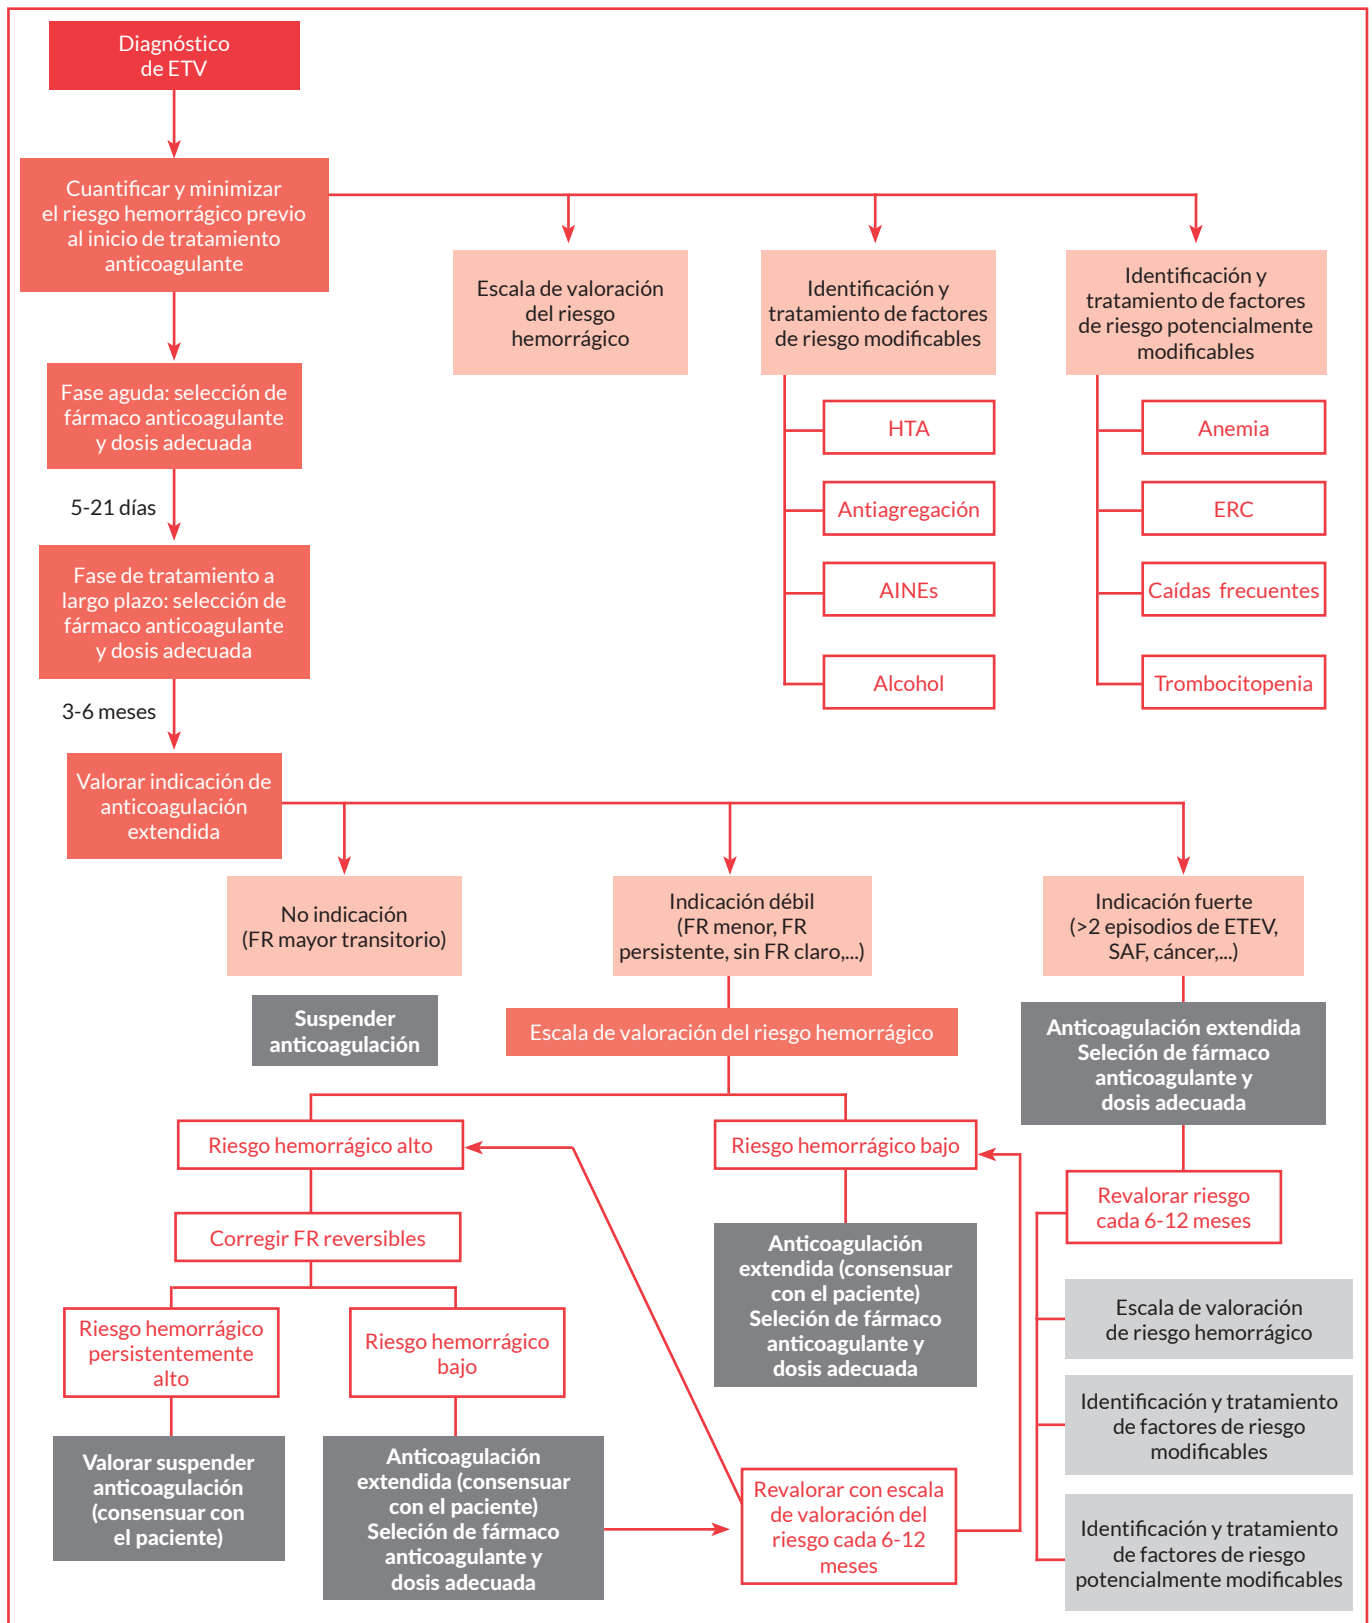 Diagnóstico
de ETV
Cuantificar y minimizar
el riesgo hemorrágico previo
al inicio de tratamiento
anticoagulante
Escala de valoración
del riesgo
hemorrágico
Identificación y
tratamiento de factores
de riesgo modificables
Identificación y
tratamiento de factores
de riesgo potencialmente
modificables
HTA
Antiagregación
AINEs
Alcohol
Anemia
ERC
Caídas frecuentes
Trombocitopenia
Fase aguda: selección de
fármaco anticoagulante
y dosis adecuada
5-21 días
Fase de tratamiento a
largo plazo: selección de
fármaco anticoagulante
y dosis adecuada
3-6 meses
Valorar indicación de
anticoagulación
extendida
No indicación
(FR mayor transitorio)
Indicación débil
(FR menor, FR
persistente, sin FR claro,...)
Indicación fuerte
(>2 episodios de ETEV,
SAF, cáncer,...)
Suspender
anticoagulación
Escala de valoración del riesgo hemorrágico
Anticoagulación extendida
Seleción de fármaco
anticoagulante y
dosis adecuada
Riesgo hemorrágico alto
Riesgo hemorrágico bajo
Revalorar riesgo
cada 6-12 meses
Corregir FR reversibles
Anticoagulación
extendida (consensuar
con el paciente)
Seleción de fármaco
anticoagulante y
dosis adecuada
Riesgo hemorrágico
persistentemente
alto
Riesgo hemorrágico
bajo
Escala de valoración
de riesgo hemorrágico
Identificación y tratamiento
de factores de riesgo
modificables
Identificación y tratamiento
de factores de riesgo
potencialmente modificables
Valorar suspender
anticoagulación
(consensuar con
el paciente)
Anticoagulación
extendida (consensuar
con el paciente)
Seleción de fármaco
anticoagulante y
dosis adecuada
Revalorar con escala
de valoración del
riesgo cada 6-12
meses